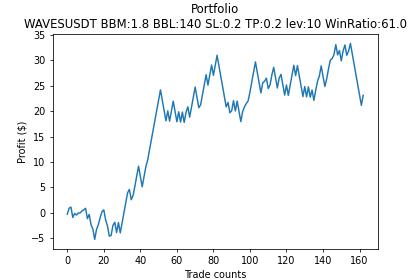 Portfolio
WAVESUSDT BBM:1.8 BBL:140 SL:0.2 TP:0.2 lev:10 WinRatio:61.0
35
30
25
20
15
10
5
0
−5
Profit ($)
0 20 40 60 80 100 120 140 160
Trade counts